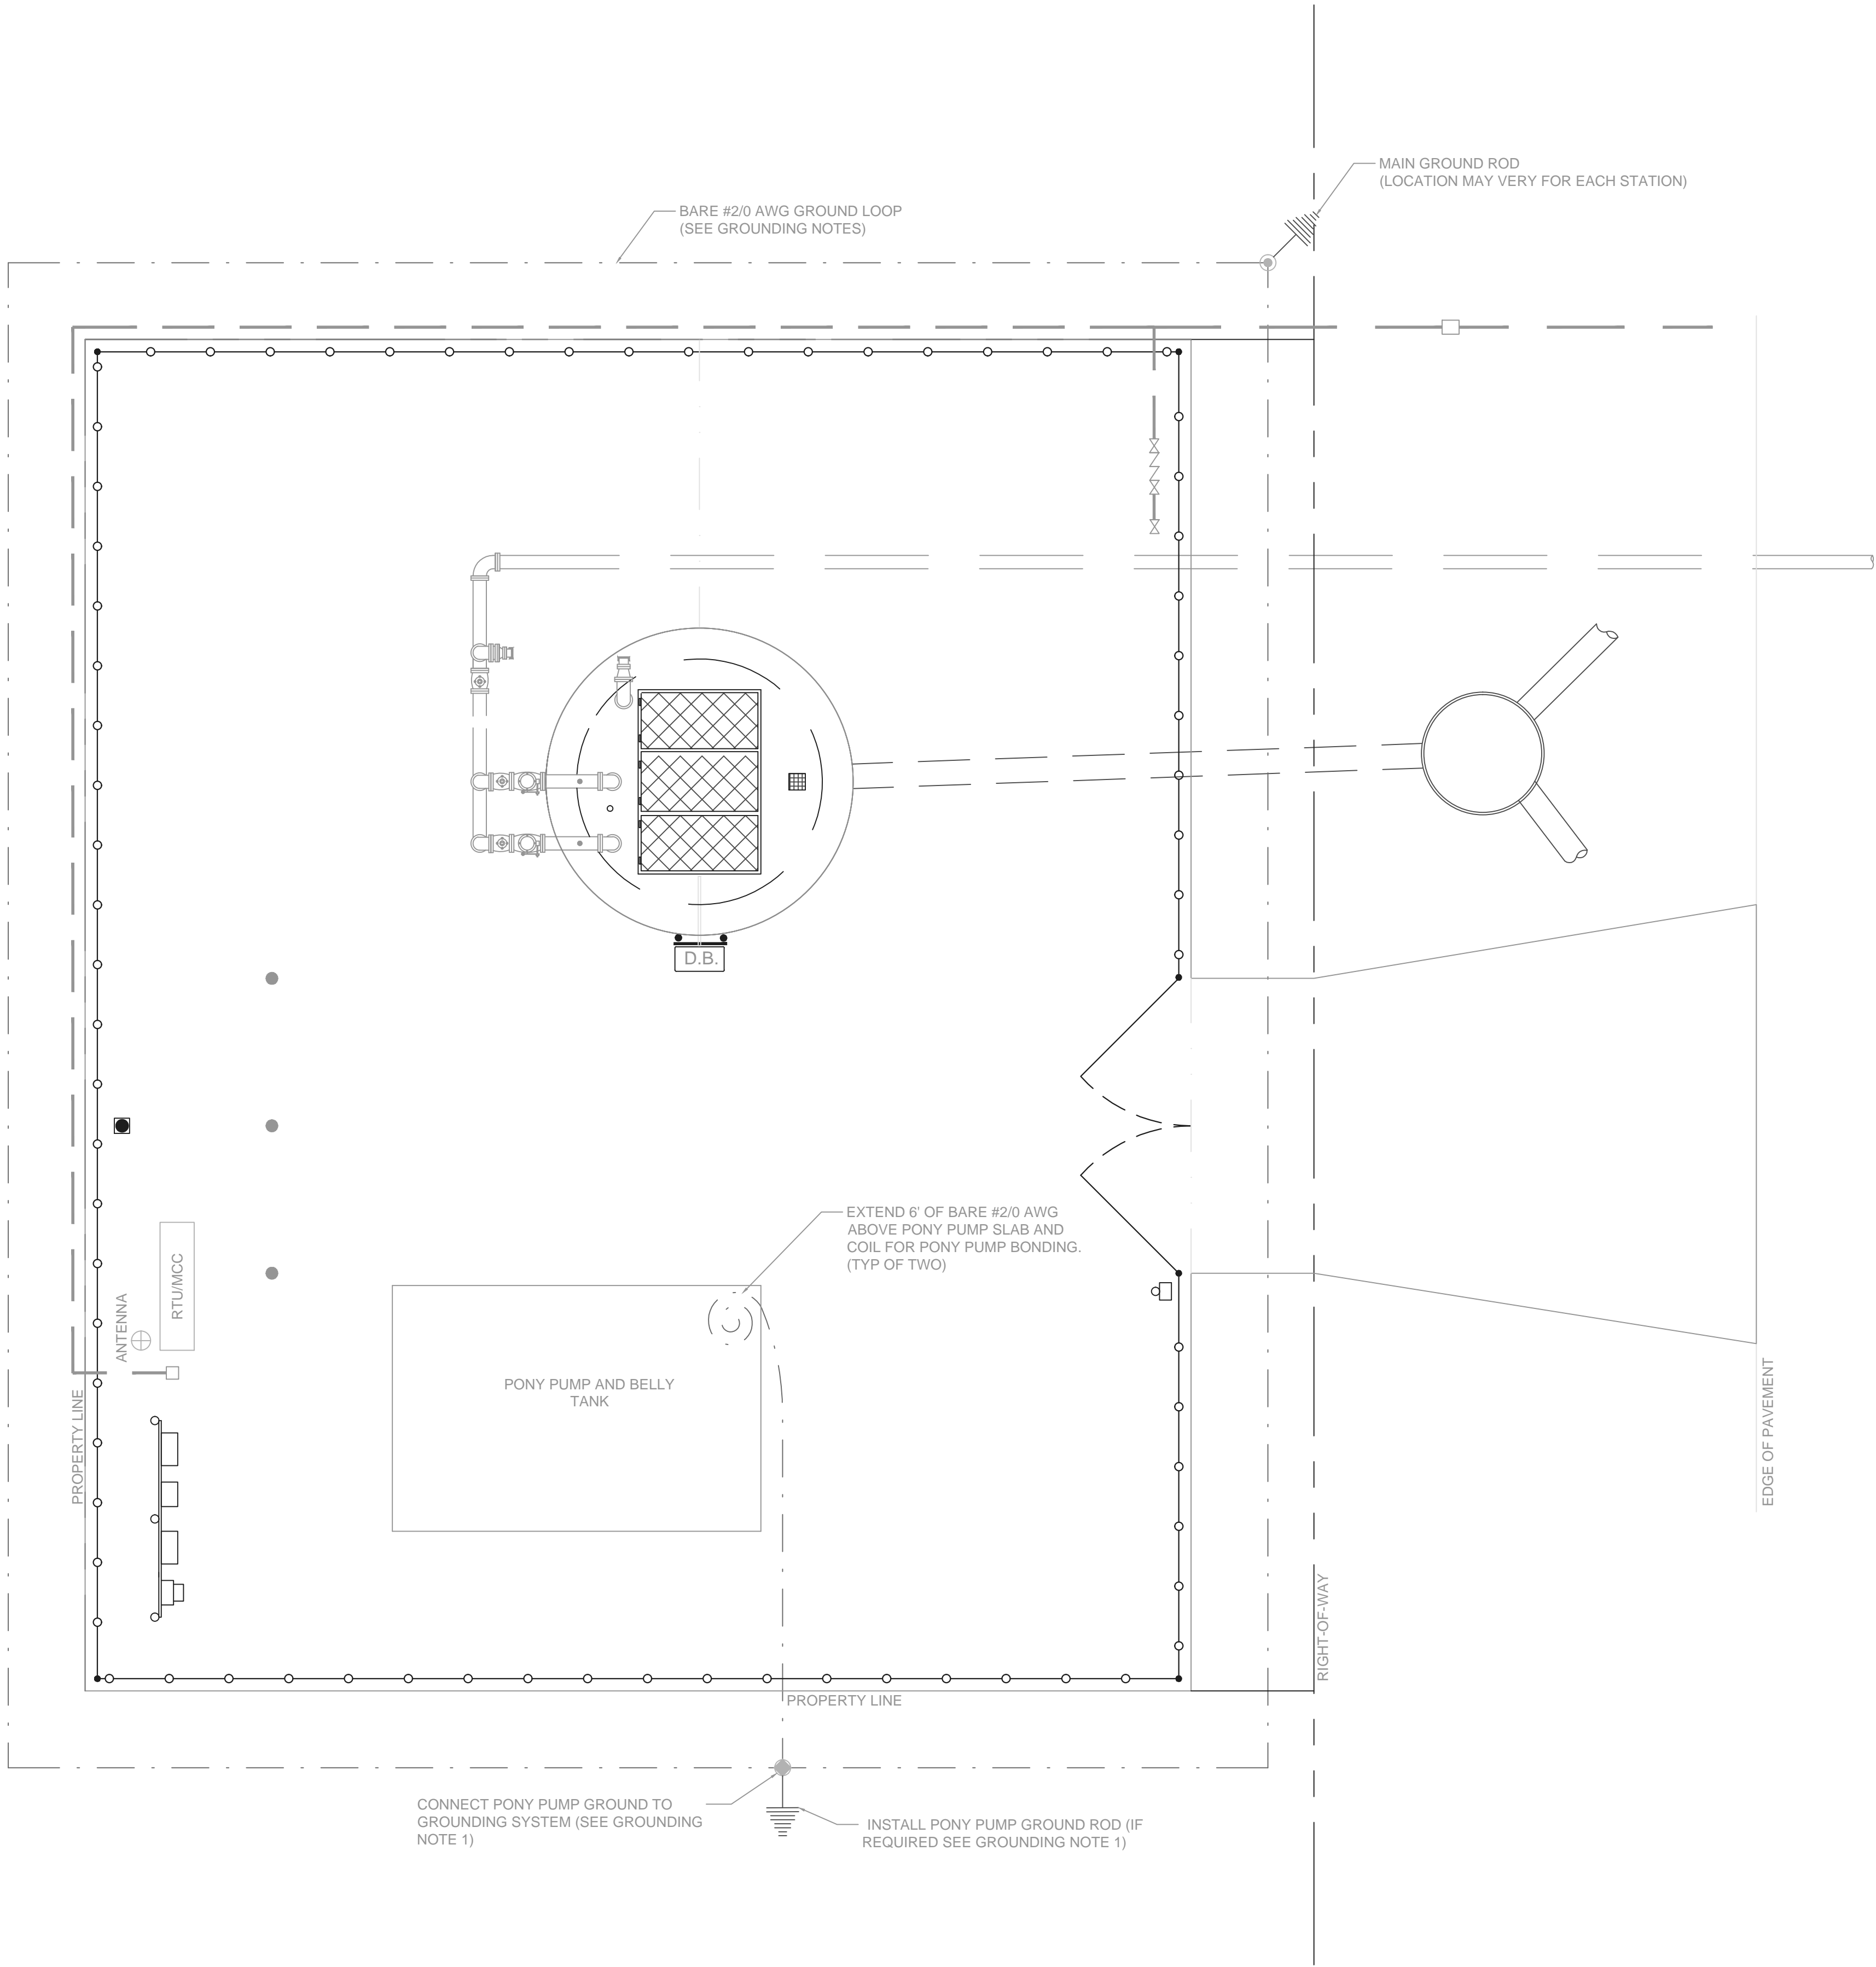 MAIN GROUND ROD
(LOCATION MAY VERY FOR EACH STATION)
BARE #2/0 AWG GROUND LOOP
(SEE GROUNDING NOTES)
D.B.
EXTEND 6' OF BARE #2/0 AWG
ABOVE PONY PUMP SLAB AND
COIL FOR PONY PUMP BONDING.
(TYP OF TWO)
RTU/MCC
ANTENNA
PONY PUMP AND BELLY
TANK
PROPERTY LINE
EDGE OF PAVEMENT
RIGHT-OF-WAY
PROPERTY LINE
CONNECT PONY PUMP GROUND TO
GROUNDING SYSTEM (SEE GROUNDING
NOTE 1)
INSTALL PONY PUMP GROUND ROD (IF
REQUIRED SEE GROUNDING NOTE 1)